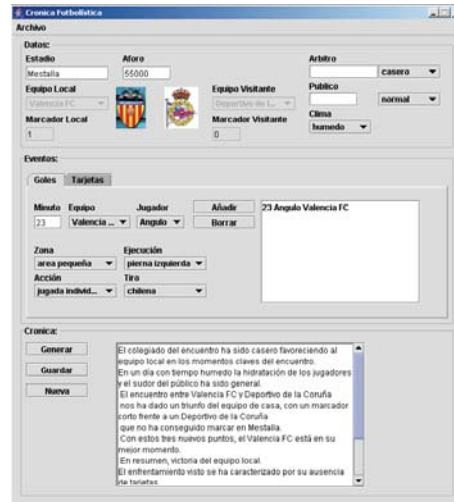 Cronica Futbolística
Archivo
Datos:
Estadio Aforo Arbitro
Mestalla 55000 casero
Equipo Local Equipo Visitante Publico
Valencia FC Deportivo de L... normal
Marcador Local Marcador Visitante Clima
1 0 humedo
Eventos:
Goles Tarjetas
Minuto Equipo Jugador Añadir 23 Angulo Valencia FC
23 Valencia ... Angulo Borrar
Zona Ejecución
area pequeña pierna izquierda
Acción Tiro
jugada individ... chilena
Cronica:
Generar
Guardar
Nueva
El colegiado del encuentro ha sido casero favoreciendo al
equipo local en los momentos claves del encuentro.
En un día con tiempo humedo la hidratación de los jugadores
y el sudor del público ha sido general.
El encuentro entre Valencia FC y Deportivo de la Coruña
nos ha dado un triunfo del equipo de casa, con un marcador
corto frente a un Deportivo de la Coruña
que no ha conseguido marcar en Mestalla.
Con estos tres nuevos puntos, el Valencia FC está en su
mejor momento.
En resumen, victoria del equipo local.
El enfrentamiento visto se ha caracterizado por su ausencia
de tarjetas